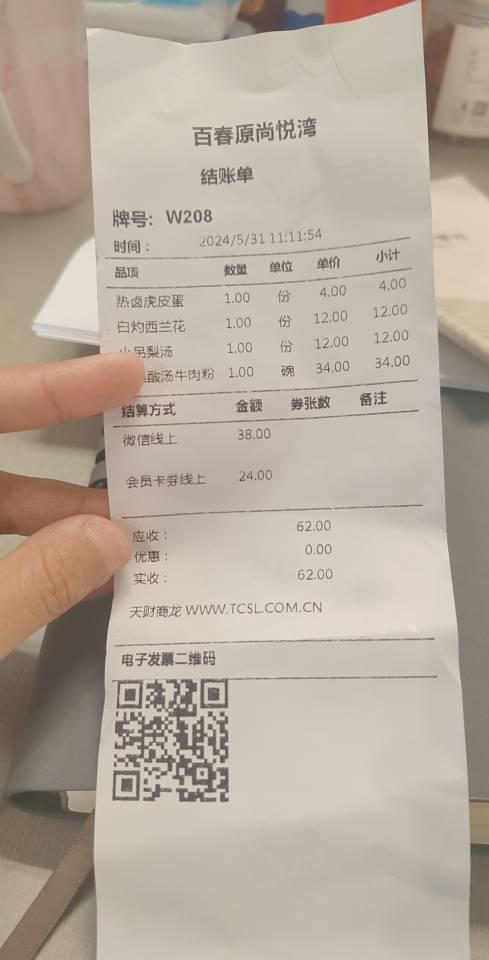 百春原尚悦湾
结账单
牌号: W208
时间： 2024/5/31 11:11:54
品项 数量 单位 单价 小计
热卤虎皮蛋 1.00 份 4.00 4.00
白灼西兰花 1.00 份 12.00 12.00
小吊梨汤 1.00 份 12.00 12.00
酸汤牛肉粉 1.00 碗 34.00 34.00
结算方式 金额 券张数 备注
微信线上 38.00
会员卡券线上 24.00
应收： 62.00
优惠： 0.00
实收： 62.00
天财商龙 WWW.TCSL.COM.CN
电子发票二维码